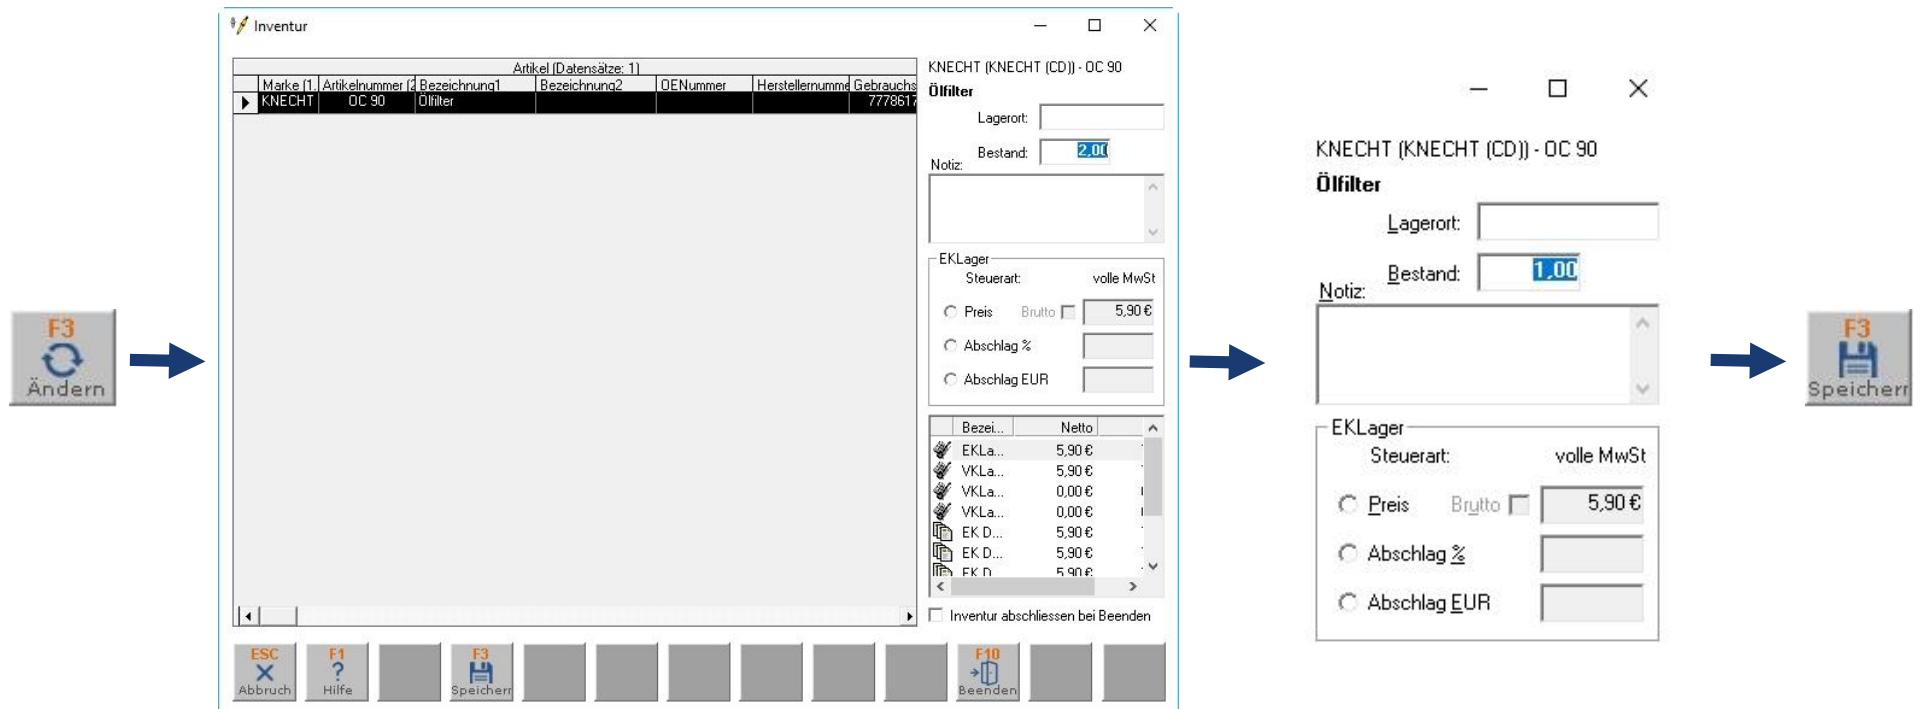 F3
Ändern
Inventur
Artikel (Datensätze: 1)
Marke (1. Artikelnummer (2 Bezeichnung1 Bezeichnung2 OENummer Herstellernumme Gebrauchs
KNECHT OC 90 Ölfilter 7778617
KNECHT (KNECHT (CD)) - OC 90
Ölfilter
Lagerort:
Bestand: 2,00
Notiz:
EKLager
Steuerart: volle MwSt
Preis Brutto 5,90 €
Abschlag %
Abschlag EUR
Bezei... Netto
EKLa... 5,90 €
VKLa... 5,90 €
VKLa... 0,00 €
VKLa... 0,00 €
EK D... 5,90 €
EK D... 5,90 €
EK D 5,90 €
Inventur abschliessen bei Beenden
ESC
Abbruch
F1
?
Hilfe
F3
Speicherr
F10
Beenden
KNECHT (KNECHT (CD)) - OC 90
Ölfilter
Lagerort:
Bestand: 1,00
Notiz:
EKLager
Steuerart: volle MwSt
Preis Brutto 5,90 €
Abschlag %
Abschlag EUR
F3
Speicherr